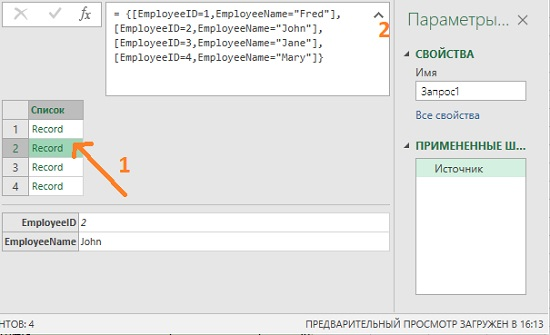 = {[EmployeeID=1,EmployeeName="Fred"],
[EmployeeID=2,EmployeeName="John"],
[EmployeeID=3,EmployeeName="Jane"],
[EmployeeID=4,EmployeeName="Mary"]}
2
fx
Список
1 Record
2 Record
3 Record
4 Record
1
EmployeeID 2
EmployeeName John
Параметры...
СВОЙСТВА
Имя
Запрос1
Все свойства
ПРИМЕНЕННЫЕ Ш...
Источник
НТОВ: 4
ПРЕДВАРИТЕЛЬНЫЙ ПРОСМОТР ЗАГРУЖЕН В 16:13